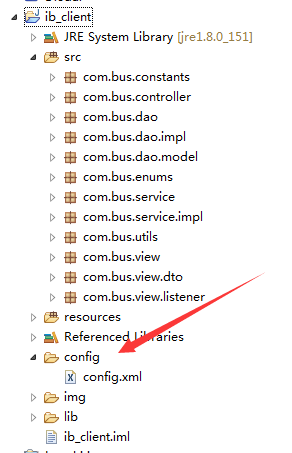 ib_client
JRE System Library [jre1.8.0_151]
src
com.bus.constants
com.bus.controller
com.bus.dao
com.bus.dao.impl
com.bus.dao.model
com.bus.enums
com.bus.service
com.bus.service.impl
com.bus.utils
com.bus.view
com.bus.view.dto
com.bus.view.listener
resources
Referenced Libraries
config
config.xml
img
lib
ib_client.iml